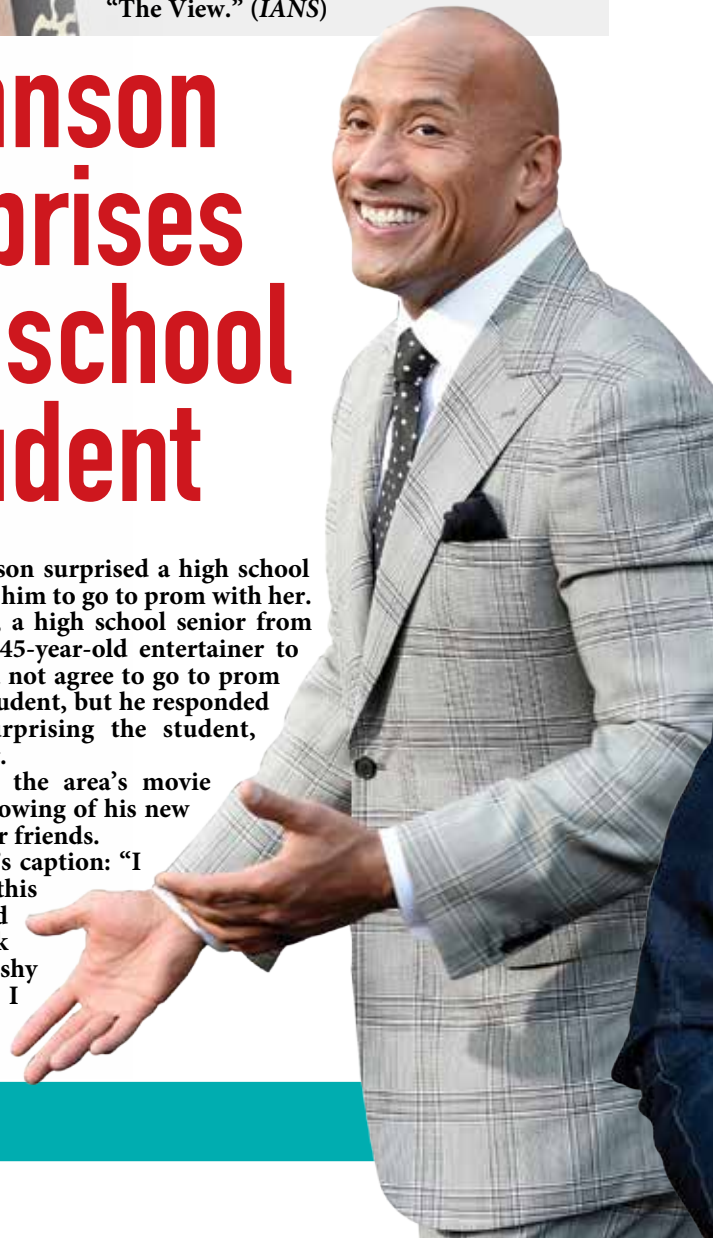 "The View." (IANS)
nson
prises
school
udent
son surprised a high school
him to go to prom with her.
, a high school senior from
45-year-old entertainer to
not agree to go to prom
udent, but he responded
urprising the student,
.
the area's movie
owing of his new
r friends.
's caption: "I
this
d
k
shy
I